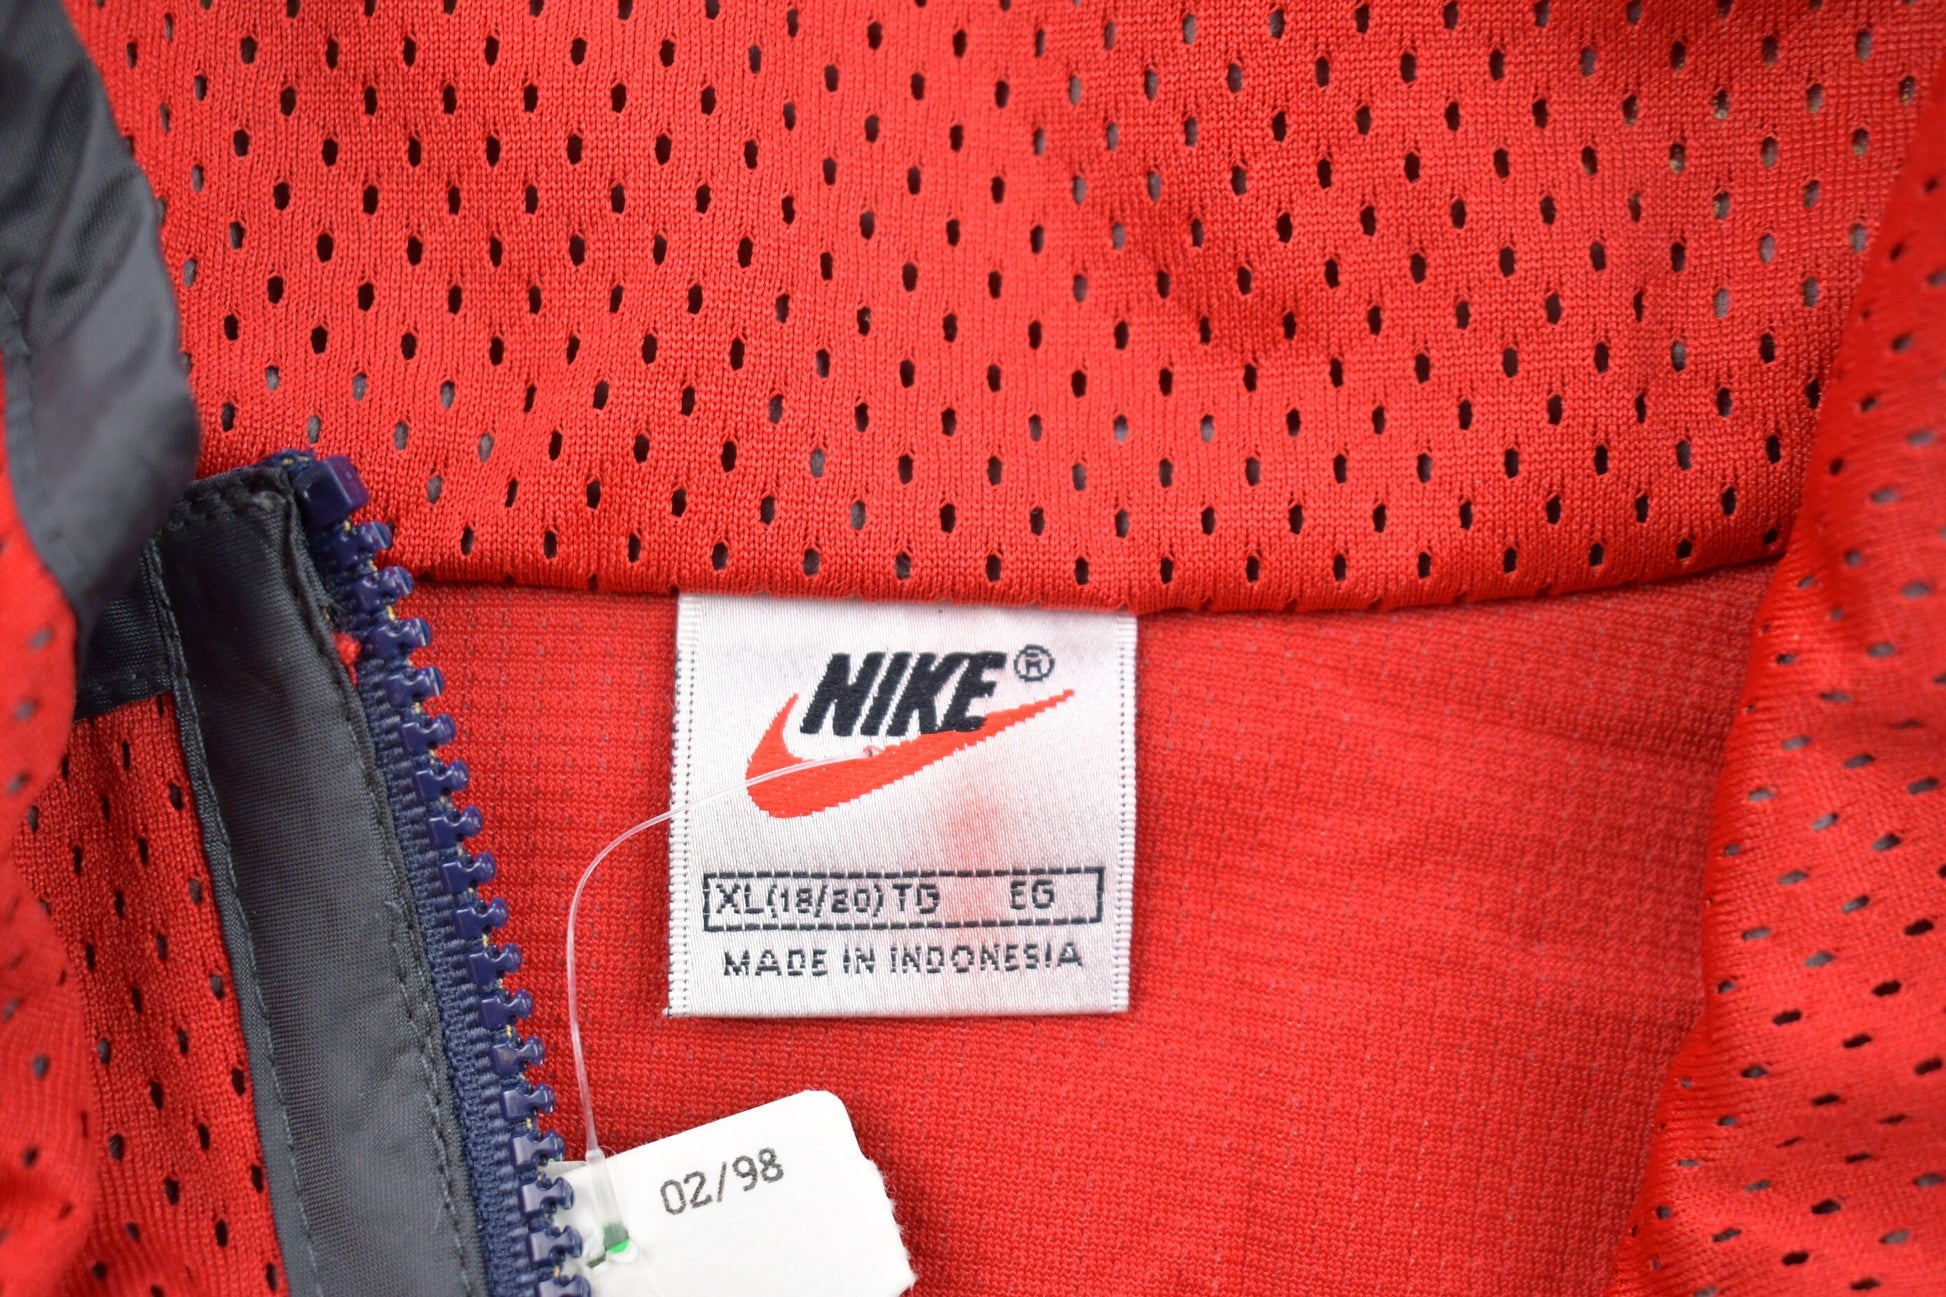 NIKE®
XL(18/20) TG EG
MADE IN INDONESIA
02/98